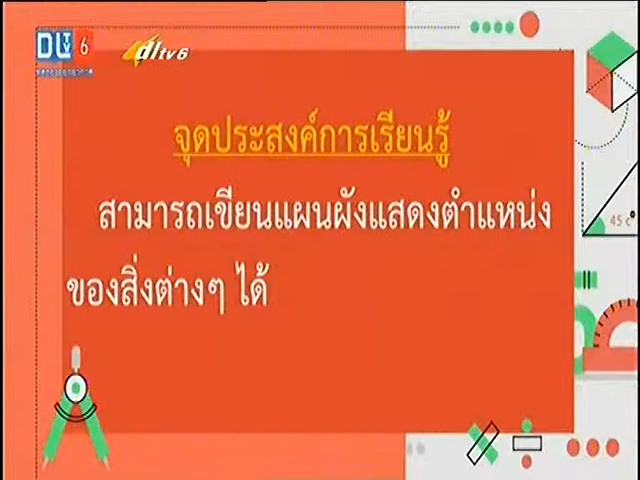 DLTV 6
dltv6
จุดประสงค์การเรียนรู้
สามารถเขียนแผนผังแสดงตำแหน่ง
ของสิ่งต่างๆ ได้
45 c°